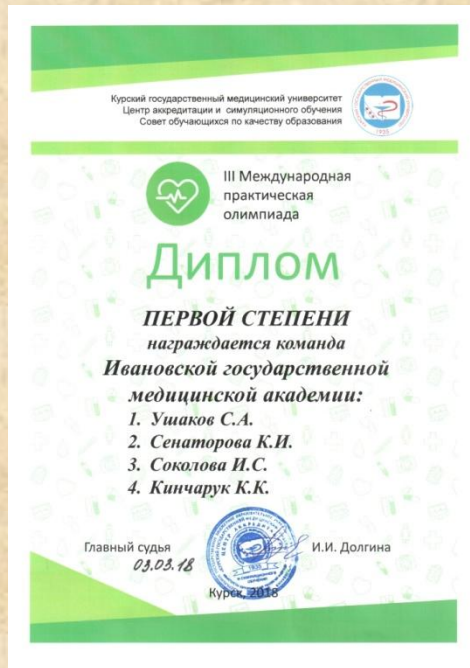 Курский государственный медицинский университет
Центр аккредитации и симуляционного обучения
Совет обучающихся по качеству образования
1935
III Международная
практическая
олимпиада
Диплом
ПЕРВОЙ СТЕПЕНИ
награждается команда
Ивановской государственной
медицинской академии:
1. Ушаков С.А.
2. Сенаторова К.И.
3. Соколова И.С.
4. Кинчарук К.К.
Главный судья
И.И. Долгина
03.03.18
Курск, 2018